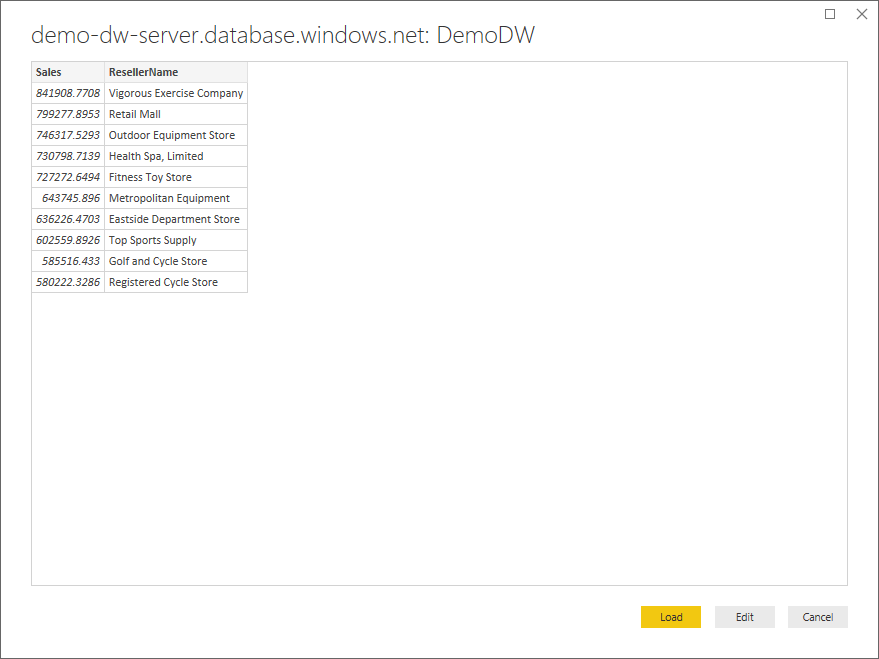 demo-dw-server.database.windows.net: DemoDW
Sales ResellerName
841908.7708 Vigorous Exercise Company
799277.8953 Retail Mall
746317.5293 Outdoor Equipment Store
730798.7139 Health Spa, Limited
727272.6494 Fitness Toy Store
643745.896 Metropolitan Equipment
636226.4703 Eastside Department Store
602559.8926 Top Sports Supply
585516.433 Golf and Cycle Store
580222.3286 Registered Cycle Store
Load Edit Cancel